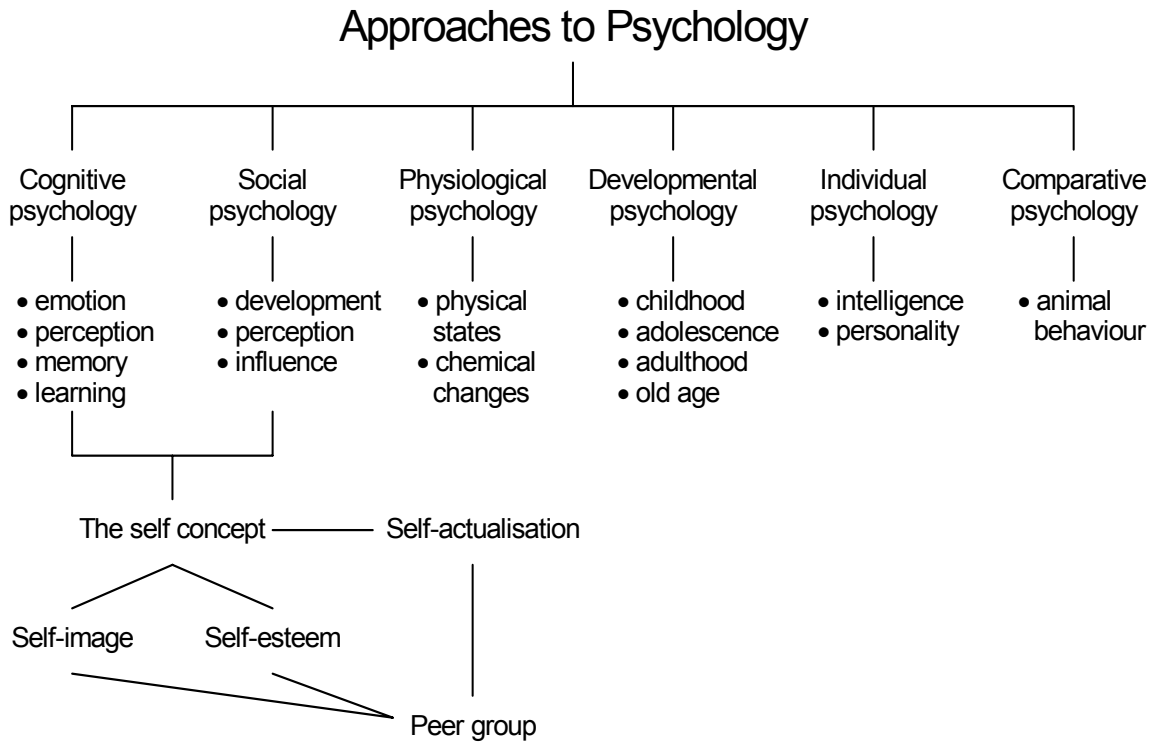 Approaches to Psychology
Cognitive
psychology
Social
psychology
Physiological
psychology
Developmental
psychology
Individual
psychology
Comparative
psychology
• emotion
• perception
• memory
• learning
• development
• perception
• influence
• physical
states
• chemical
changes
• childhood
• adolescence
• adulthood
• old age
• intelligence
• personality
• animal
behaviour
The self concept
Self-actualisation
Self-image
Self-esteem
Peer group